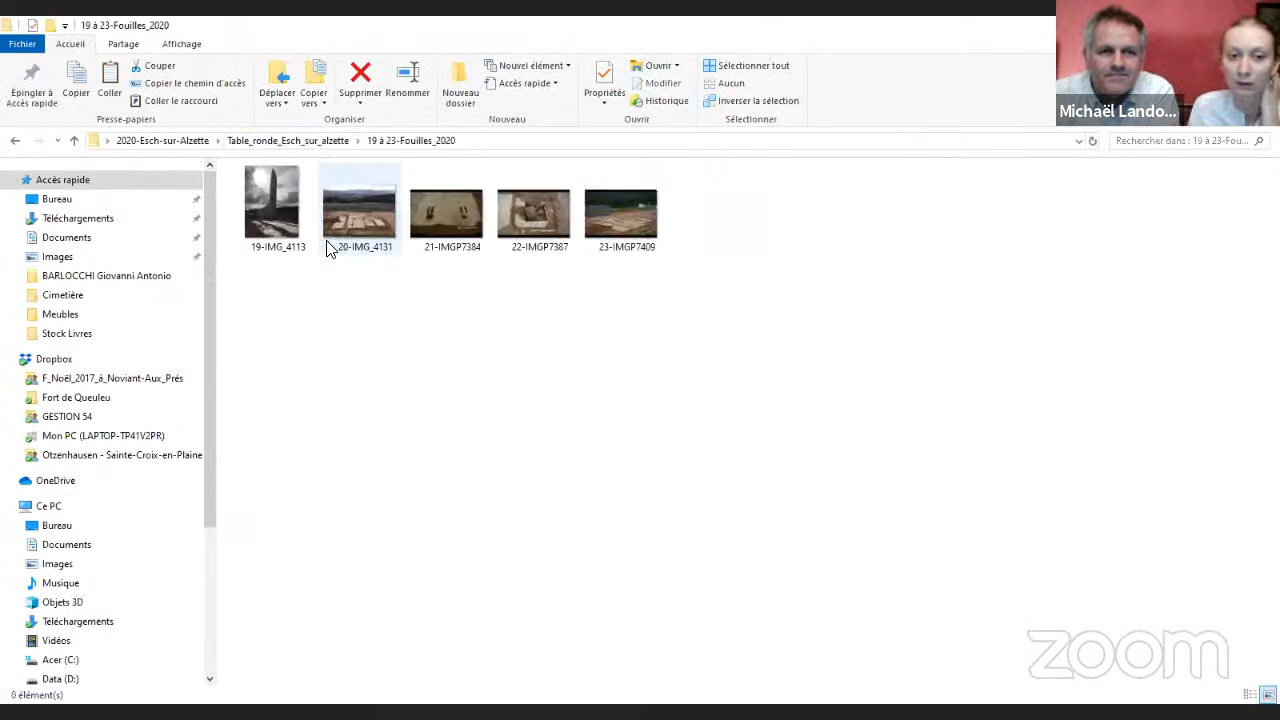 19 à 23-Fouilles_2020
Fichier Accueil Partage Affichage
Épingler à Accès rapide
Copier
Coller
Couper
Copier le chemin d'accès
Coller le raccourci
Presse-papiers
Déplacer vers
Copier vers
Supprimer
Renommer
Organiser
Nouveau dossier
Nouvel élément
Accès rapide
Nouveau
Propriétés
Ouvrir
Modifier
Historique
Ouvrir
Sélectionner tout
Aucun
Inverser la sélection
Sélectionner
Michaël Lando...
2020-Esch-sur-Alzette Table_ronde_Esch_sur_alzette 19 à 23-Fouilles_2020
Rechercher dans : 19 à 23-Fou...
Accès rapide
Bureau
Téléchargements
Documents
Images
BARLOCCHI Giovanni Antonio
Cimetière
Meubles
Stock Livres
Dropbox
F_Noël_2017_à_Noviant-Aux_Prés
Fort de Queuleu
GESTION 54
Mon PC (LAPTOP-TP41V2PR)
Otzenhausen - Sainte-Croix-en-Plaine
OneDrive
Ce PC
Bureau
Documents
Images
Musique
Objets 3D
Téléchargements
Vidéos
Acer (C:)
Data (D:)
19-IMG_4113
20-IMG_4131
21-IMGP7384
22-IMGP7387
23-IMGP7409
0 élément(s)
zoom